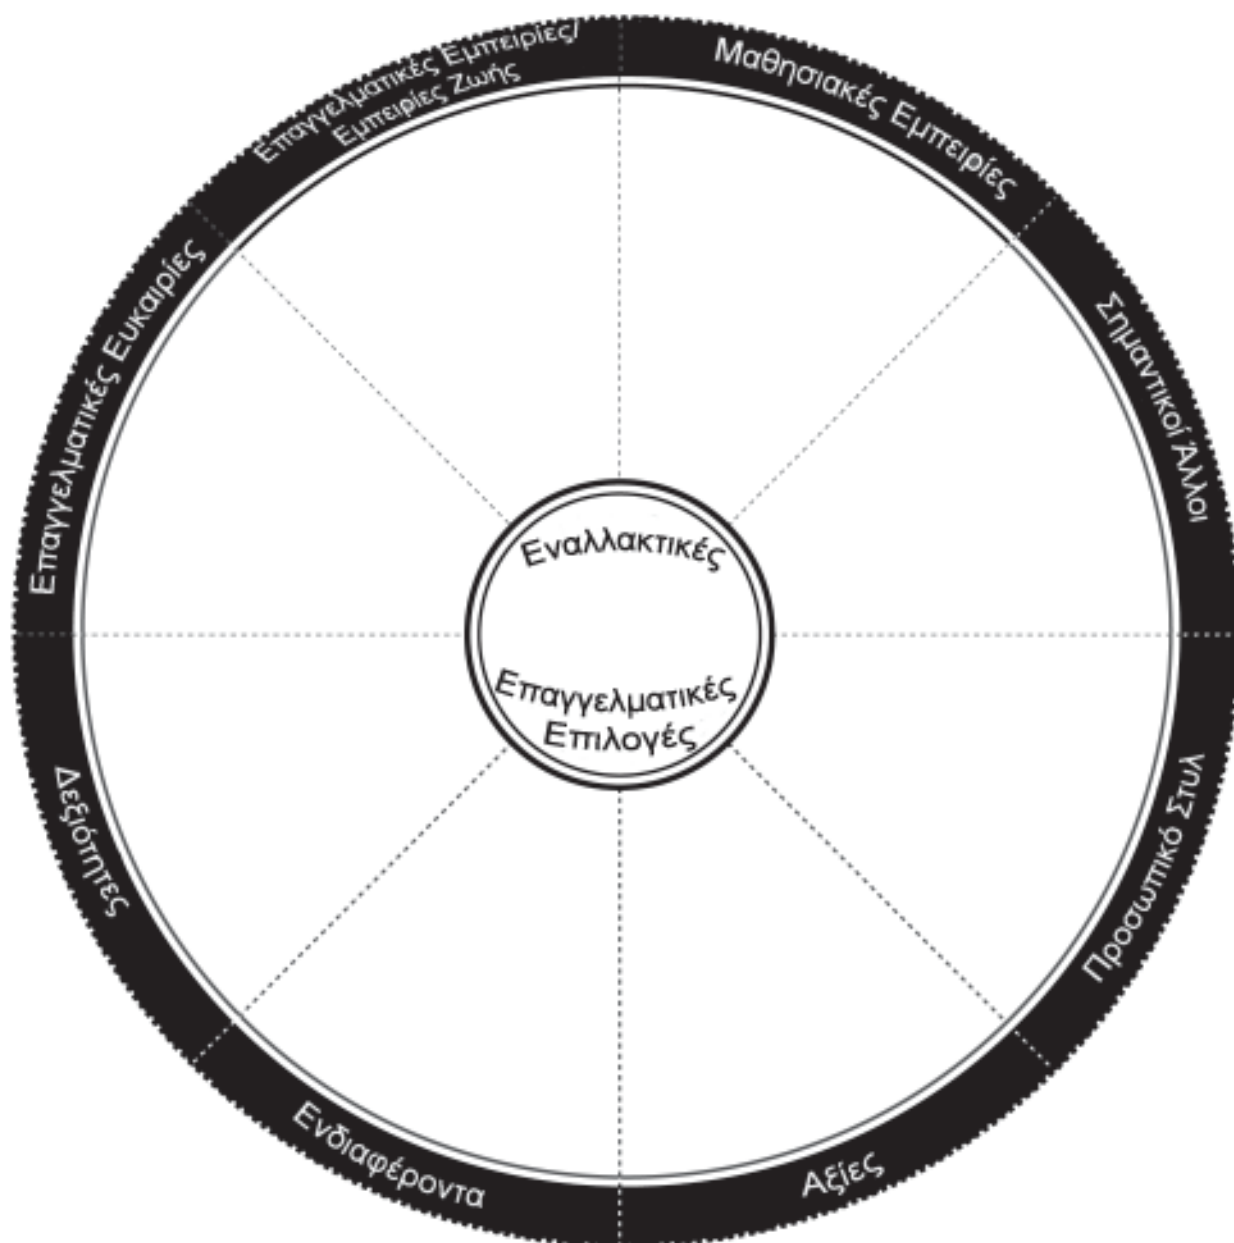 Επαγγελματικές Εμπειρίες/
Εμπειρίες Ζωής
Μαθησιακές Εμπειρίες
Σημαντικοί Άλλοι
Προσωπικό Στυλ
Αξίες
Ενδιαφέροντα
Δεξιότητες
Επαγγελματικές Ευκαιρίες
Εναλλακτικές
Επαγγελματικές
Επιλογές